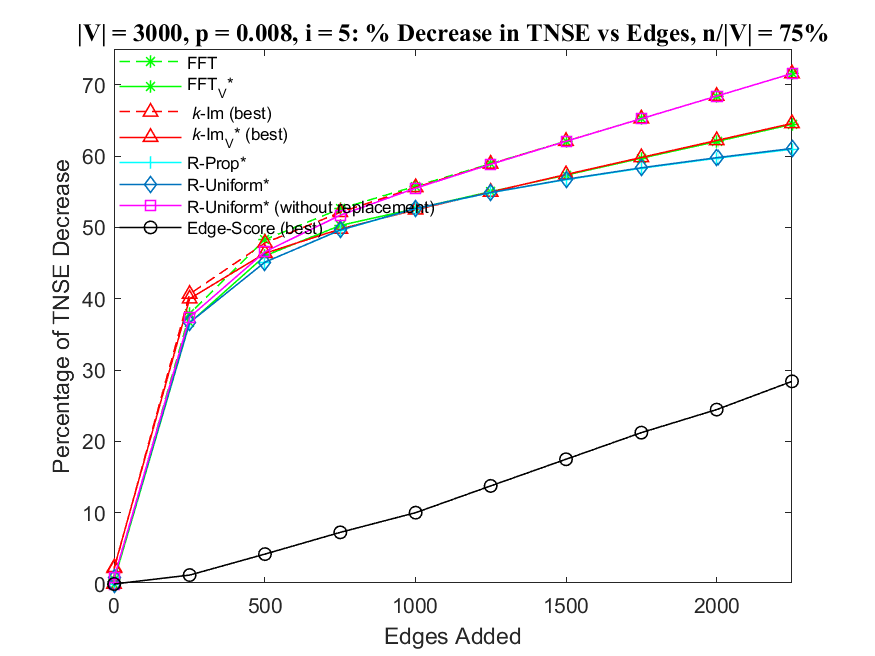 |V| = 3000, p = 0.008, i = 5: % Decrease in TNSE vs Edges, n/|V| = 75%
FFT
FFT_V*
k-Im (best)
k-Im_V* (best)
R-Prop*
R-Uniform*
R-Uniform* (without replacement)
Edge-Score (best)
Percentage of TNSE Decrease
70
60
50
40
30
20
10
0
0 500 1000 1500 2000
Edges Added